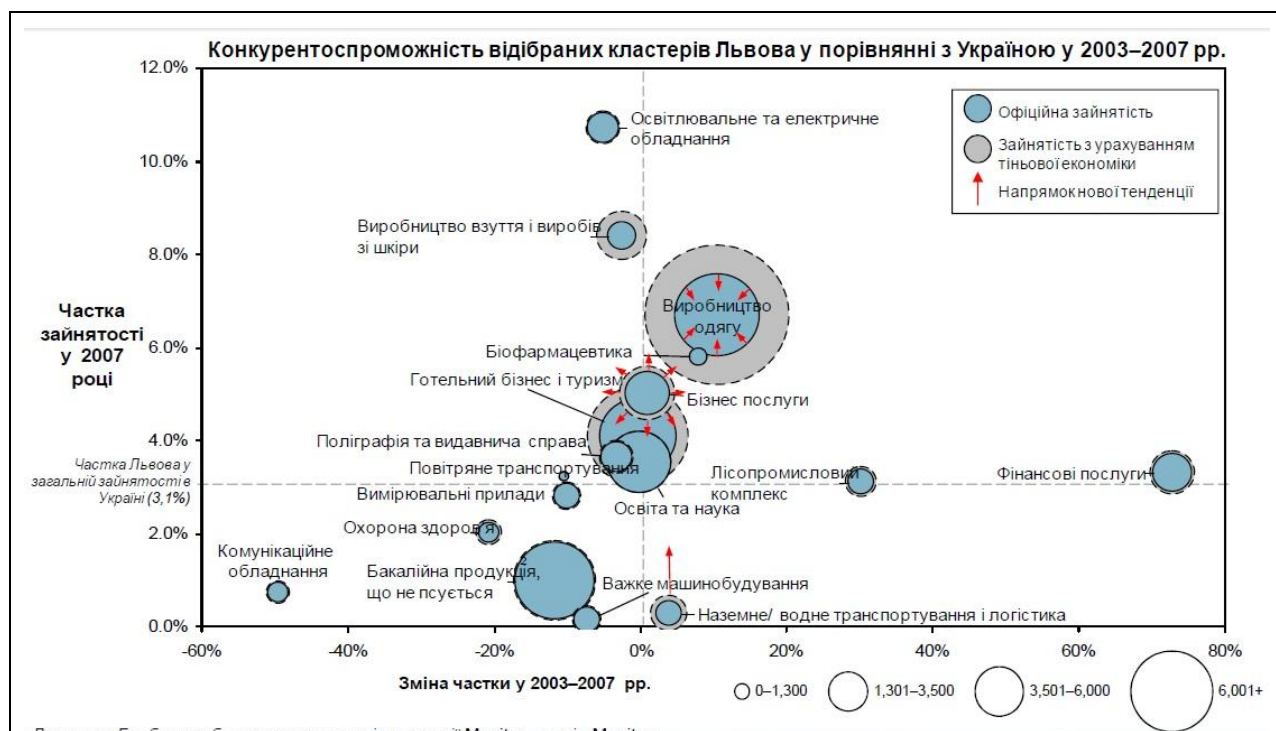 Конкурентоспроможність відібраних кластерів Львова у порівнянні з Україною у 2003–2007 рр.
12.0%
10.0%
8.0%
6.0%
4.0%
2.0%
0.0%
Частка
зайнятості
у 2007
році
Частка Львова у
загальній зайнятості в
Україні (3,1%)
Офіційна зайнятість
Зайнятість з урахуванням
тіньової економіки
Напрямок нової тенденції
Освітлювальне та електричне
обладнання
Виробництво взуття і виробів
зі шкіри
Виробництво
одягу
Біофармацевтика
Готельний бізнес і туризм
Бізнес послуги
Поліграфія та видавнича справа
Повітряне транспортування
Лісопромисловий
комплекс
Фінансові послуги
Вимірювальні прилади
Освіта та наука
Охорона здоров'я
Комунікаційне
обладнання
Бакалійна продукція,
що не псується
2
Важке машинобудування
Наземне/ водне транспортування і логістика
-60%
-40%
-20%
0%
20%
40%
60%
80%
Зміна частки у 2003–2007 рр.
0–1,300
1,301–3,500
3,501–6,000
6,001+